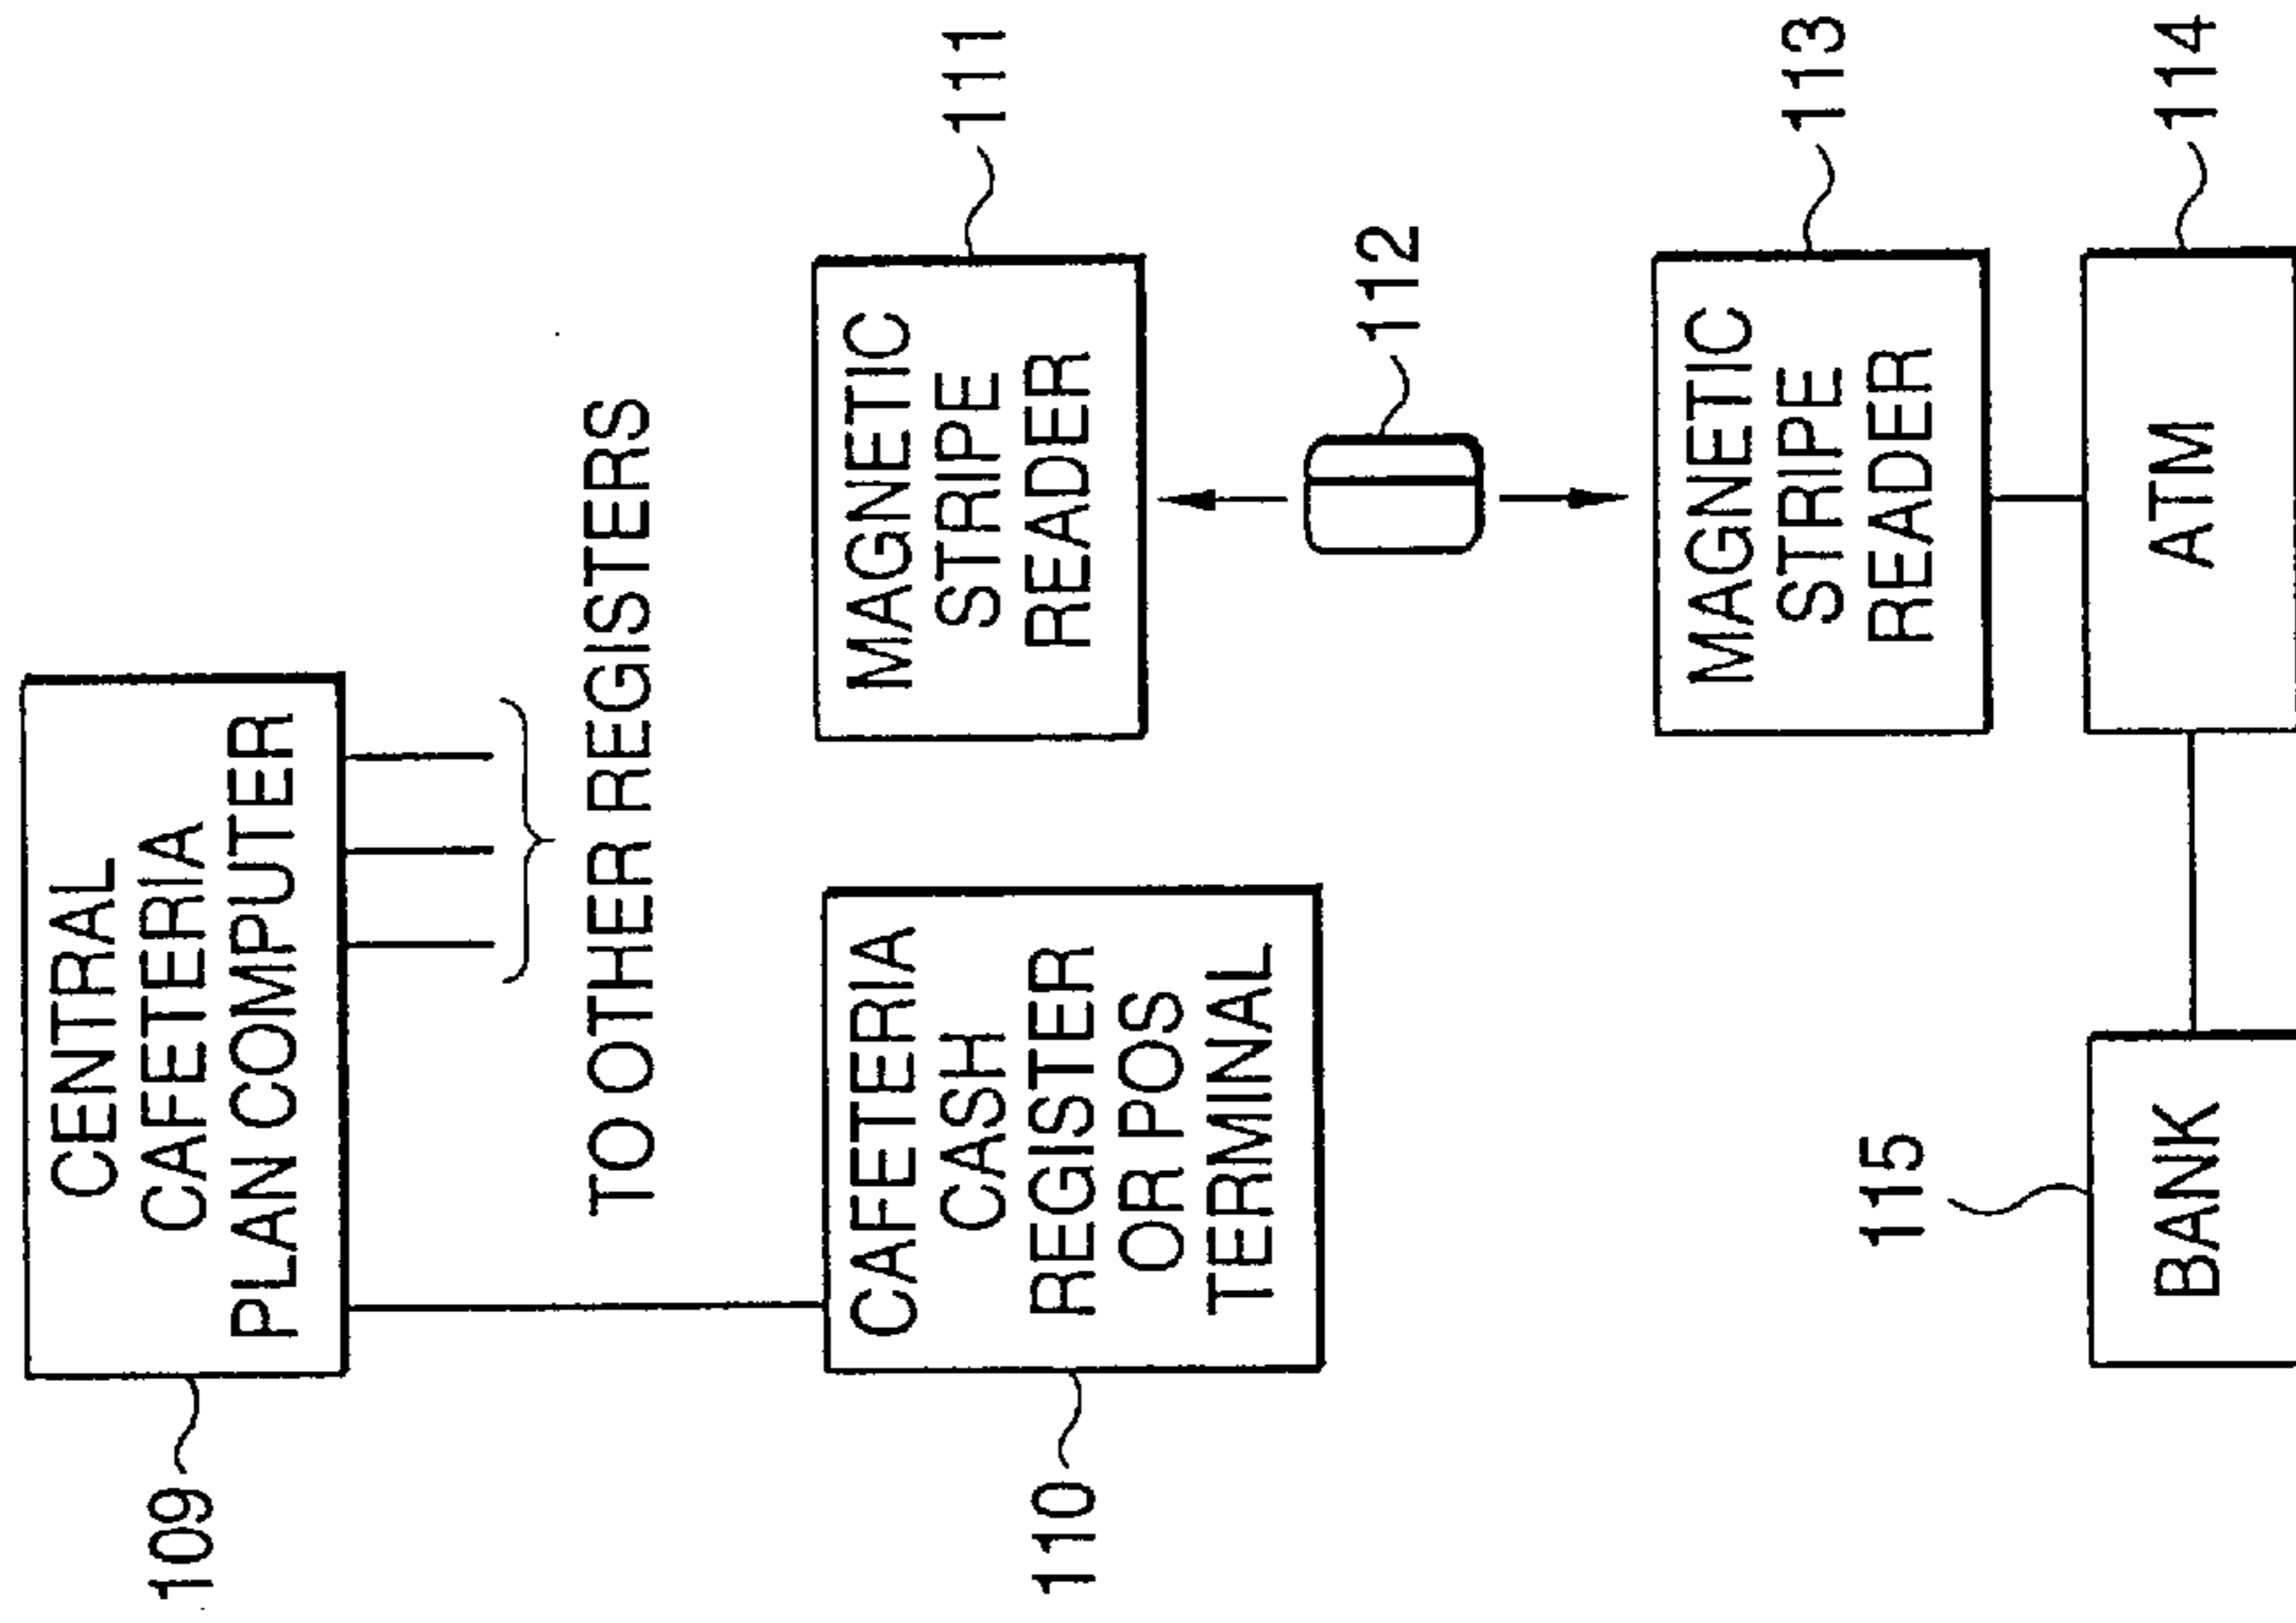 CENTRAL
CAFETERIA
PLAN COMPUTER
109
TO OTHER REGISTERS
CAFETERIA
CASH
REGISTER
OR POS
TERMINAL
110
MAGNETIC
STRIPE
READER
111
112
MAGNETIC
STRIPE
READER
113
ATM
114
BANK
115